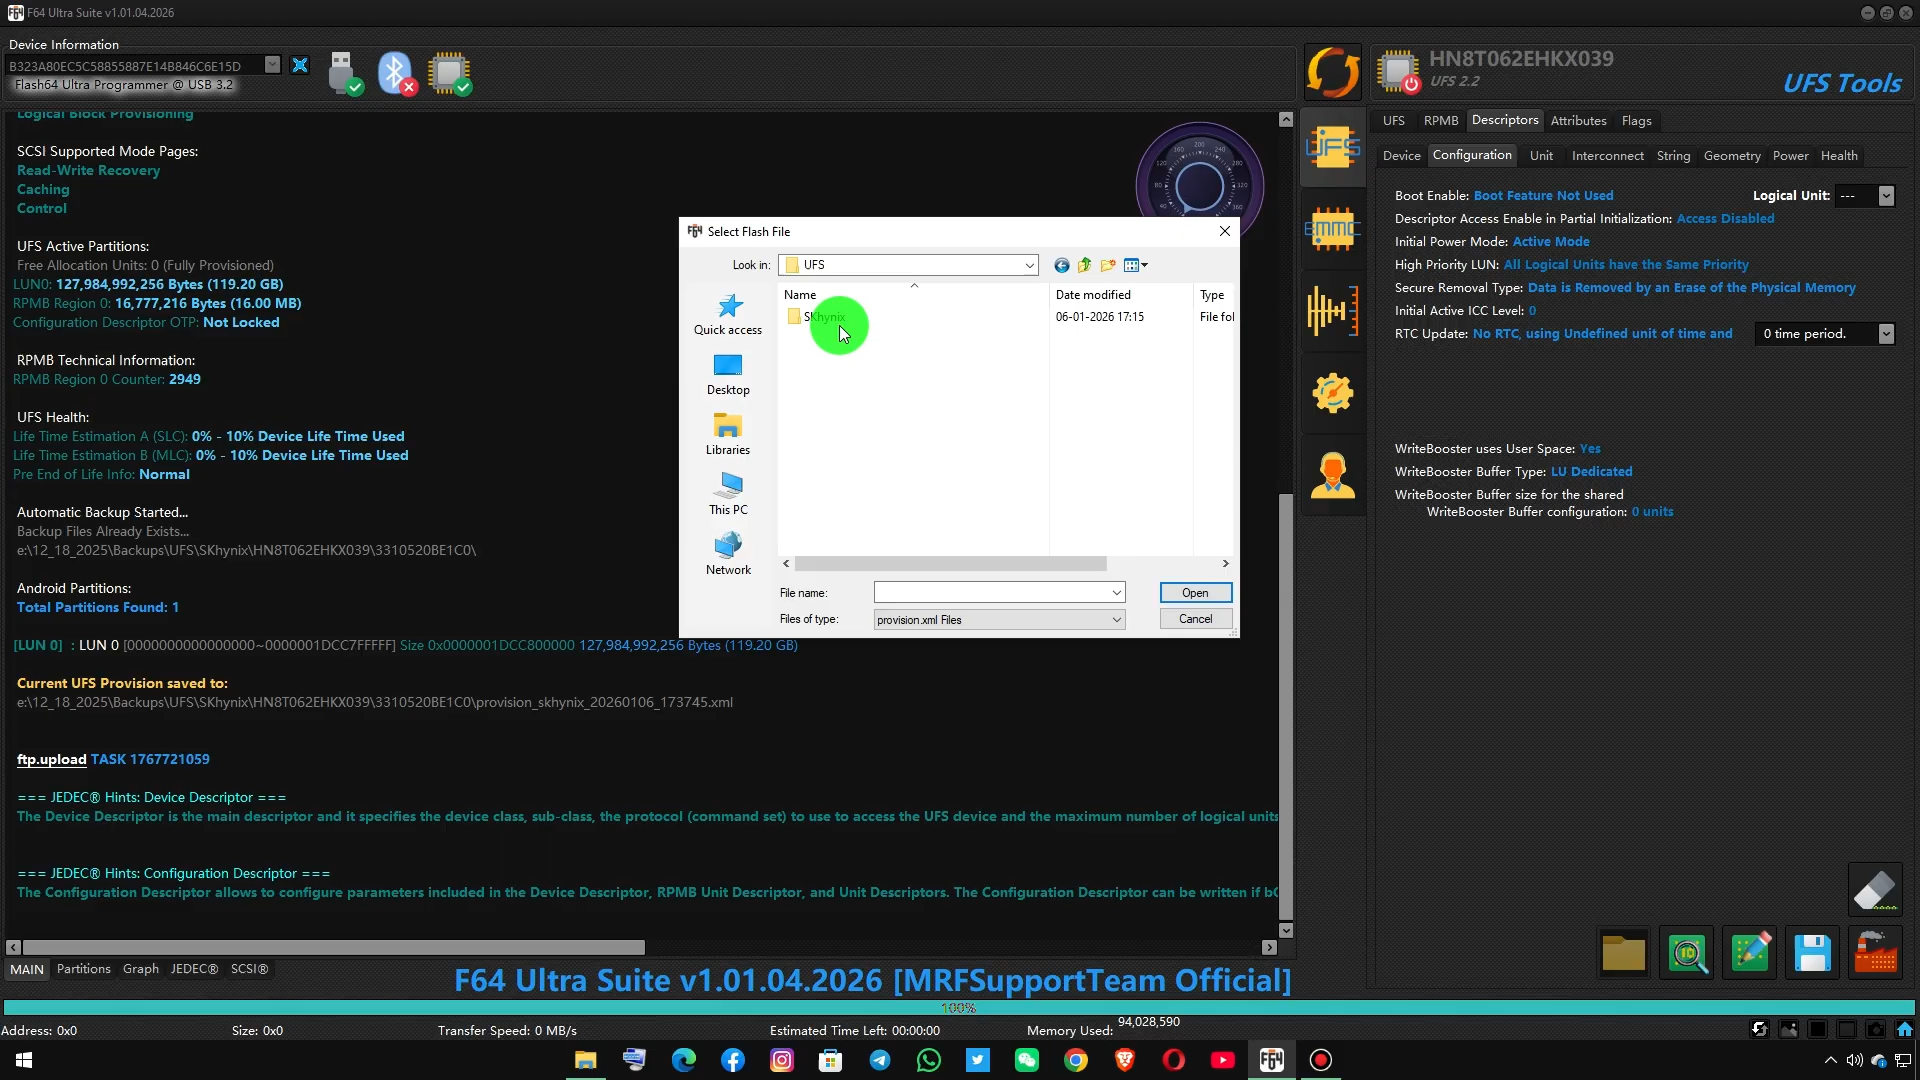 F64 Ultra Suite v1.01.04.2026
Device Information
B323A80EC5C58855887E14B846C6E15D
Flash64 Ultra Programmer @ USB 3.2
HN8T062EHKX039
UFS 2.2
UFS Tools
Logical Block Provisioning
SCSI Supported Mode Pages:
Read-Write Recovery
Caching
Control
UFS Active Partitions:
Free Allocation Units: 0 (Fully Provisioned)
LUN0: 127,984,992,256 Bytes (119.20 GB)
RPMB Region 0: 16,777,216 Bytes (16.00 MB)
Configuration Descriptor OTP: Not Locked
RPMB Technical Information:
RPMB Region 0 Counter: 2949
UFS Health:
Life Time Estimation A (SLC): 0% - 10% Device Life Time Used
Life Time Estimation B (MLC): 0% - 10% Device Life Time Used
Pre End of Life Info: Normal
Automatic Backup Started...
Backup Files Already Exists...
e:\12_18_2025\Backups\UFS\SKhynix\HN8T062EHKX039\3310520BE1C0\
Android Partitions:
Total Partitions Found: 1
[LUN 0] : LUN 0 [0000000000000000~0000001DCC7FFFFF] Size 0x0000001DCC800000 127,984,992,256 Bytes (119.20 GB)
Current UFS Provision saved to:
e:\12_18_2025\Backups\UFS\SKhynix\HN8T062EHKX039\3310520BE1C0\provision_skhynix_20260106_173745.xml
ftp.upload TASK 1767721059
=== JEDEC® Hints: Device Descriptor ===
The Device Descriptor is the main descriptor and it specifies the device class, sub-class, the protocol (command set) to use to access the UFS device and the maximum number of logical units
=== JEDEC® Hints: Configuration Descriptor ===
The Configuration Descriptor allows to configure parameters included in the Device Descriptor, RPMB Unit Descriptor, and Unit Descriptors. The Configuration Descriptor can be written if bC
80 120 160 200 240 280 320 360
40
Select Flash File
Look in: UFS
Name Date modified Type
SKhynix 06-01-2026 17:15 File fol
Quick access
Desktop
Libraries
This PC
Network
File name: Open
Files of type: provision.xml Files Cancel
UFS
EMMC
UFS RPMB Descriptors Attributes Flags
Device Configuration Unit Interconnect String Geometry Power Health
Boot Enable: Boot Feature Not Used Logical Unit: ---
Descriptor Access Enable in Partial Initialization: Access Disabled
Initial Power Mode: Active Mode
High Priority LUN: All Logical Units have the Same Priority
Secure Removal Type: Data is Removed by an Erase of the Physical Memory
Initial Active ICC Level: 0
RTC Update: No RTC, using Undefined unit of time and 0 time period.
WriteBooster uses User Space: Yes
WriteBooster Buffer Type: LU Dedicated
WriteBooster Buffer size for the shared
WriteBooster Buffer configuration: 0 units
MAIN Partitions Graph JEDEC® SCSI®
F64 Ultra Suite v1.01.04.2026 [MRFSupportTeam Official]
100%
Address: 0x0 Size: 0x0 Transfer Speed: 0 MB/s Estimated Time Left: 00:00:00 Memory Used: 94,028,590